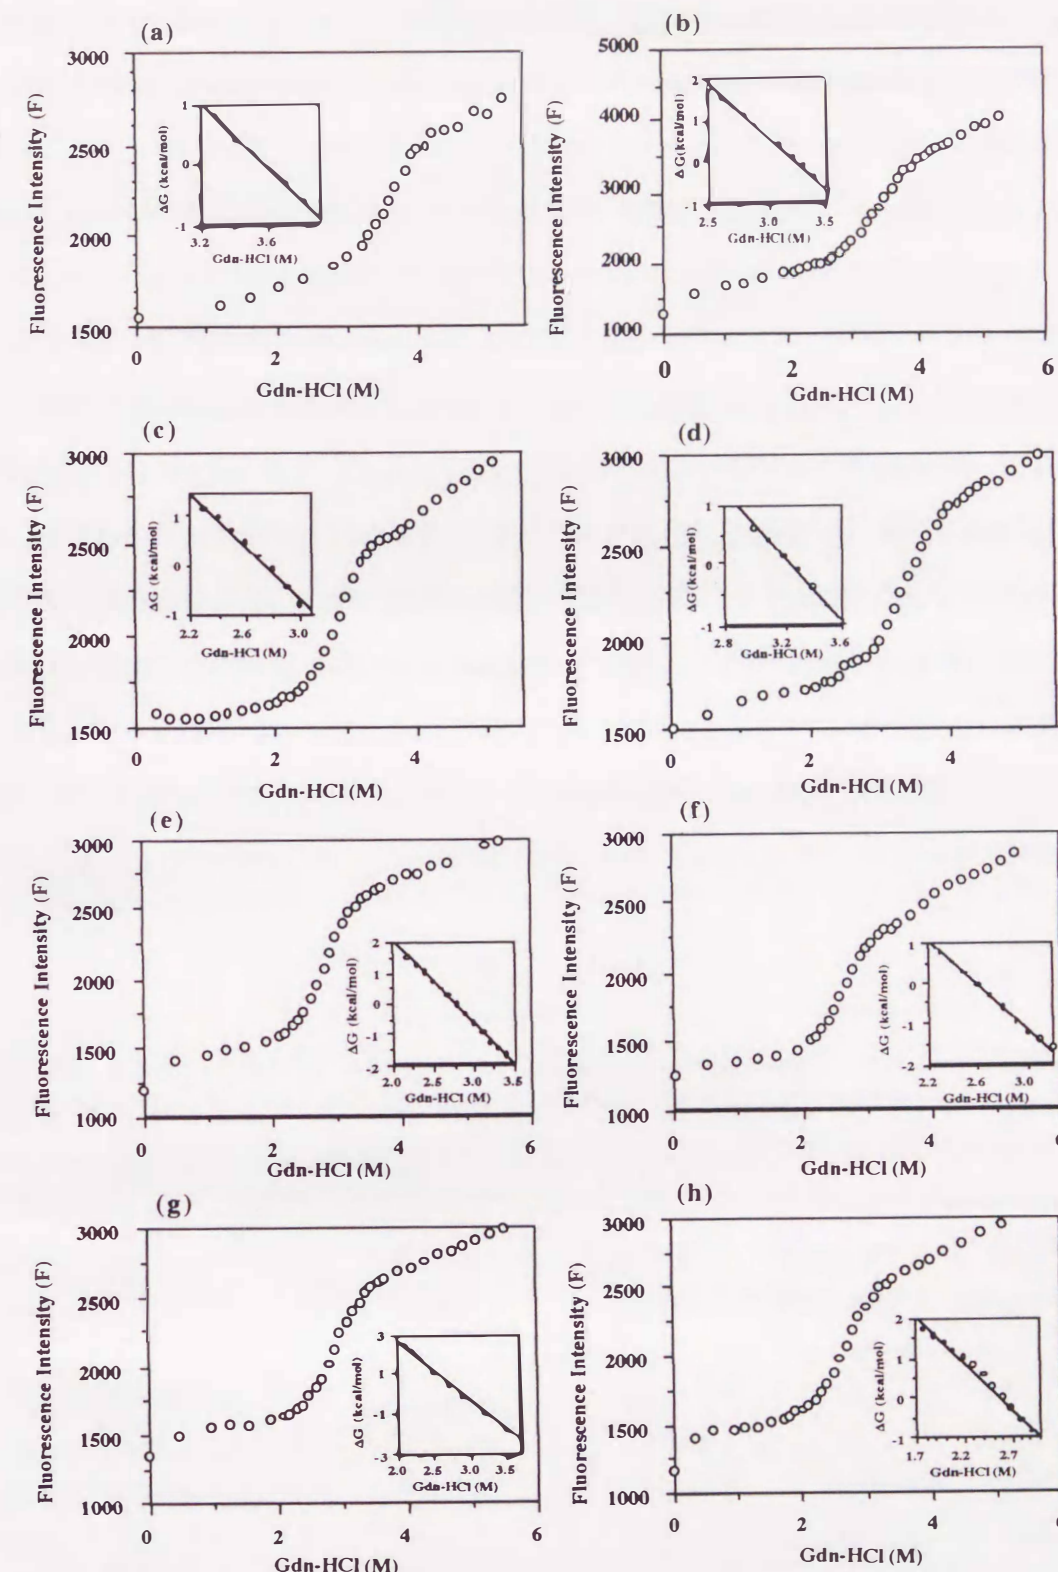 (a)
3000
2500
2000
1500
Fluorescence Intensity (F)
0
2
4
Gdn-HCl (M)
1
0
-1
ΔG (kcal/mol)
3.2
3.6
Gdn-HCl (M)
(b)
5000
4000
3000
2000
1000
Fluorescence Intensity (F)
0
2
4
6
Gdn-HCl (M)
2
1
0
-1
ΔG(kcal/mol)
2.5
3.0
3.5
Gdn-HCl (M)
(c)
3000
2500
2000
1500
Fluorescence Intensity (F)
0
2
4
Gdn-HCl (M)
1
0
-1
ΔG (kcal/mol)
2.2
2.6
3.0
Gdn-HCl (M)
(d)
3000
2500
2000
1500
Fluorescence Intensity (F)
0
2
4
Gdn-HCl (M)
1
0
-1
ΔG (kcal/mol)
2.8
3.2
3.6
Gdn-HCl (M)
(e)
3000
2500
2000
1500
1000
Fluorescence Intensity (F)
0
2
4
6
Gdn-HCl (M)
2
1
0
-1
-2
ΔG (kcal/mol)
2.0
2.5
3.0
3.5
Gdn-HCl (M)
(f)
3000
2500
2000
1500
1000
Fluorescence Intensity (F)
0
2
4
Gdn-HCl (M)
1
0
-1
-2
ΔG (kcal/mol)
2.2
2.6
3.0
Gdn-HCl (M)
(g)
3000
2500
2000
1500
1000
Fluorescence Intensity (F)
0
2
4
6
Gdn-HCl (M)
3
1
-1
-3
ΔG (kcal/mol)
2.0
2.5
3.0
3.5
Gdn-HCl (M)
(h)
3000
2500
2000
1500
1000
Fluorescence Intensity (F)
0
2
4
Gdn-HCl (M)
2
1
0
-1
ΔG (kcal/mol)
1.7
2.2
2.7
Gdn-HCl (M)